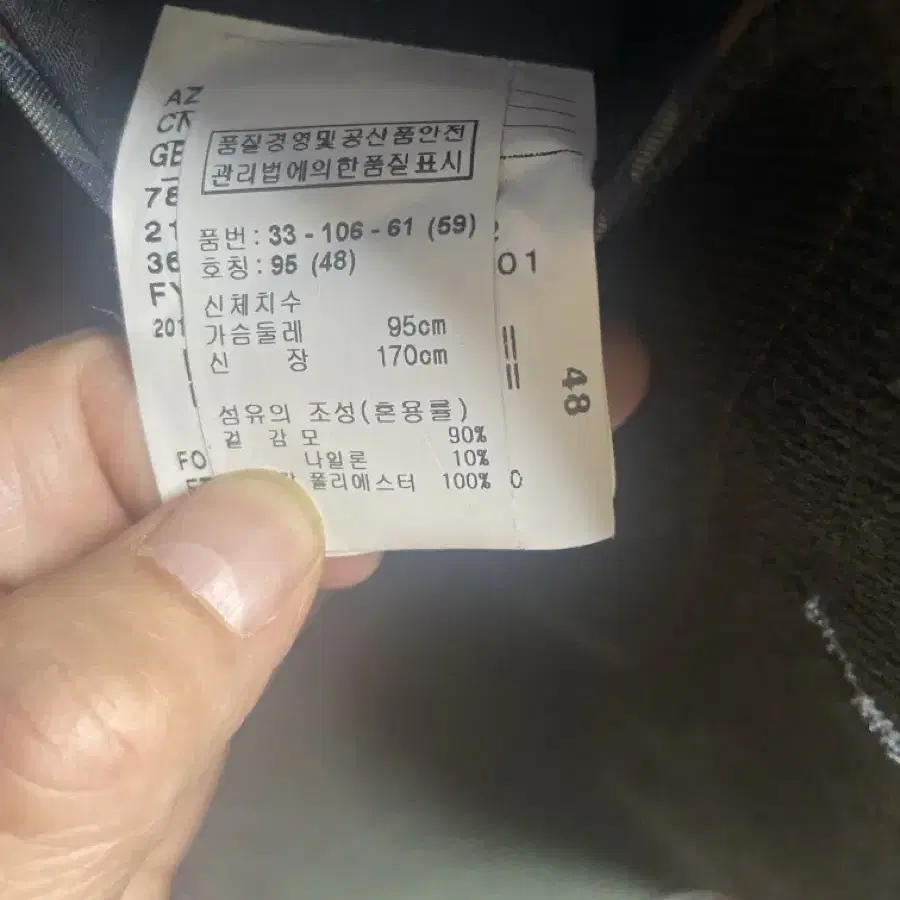 품질경영및공산품안전
관리법에의한품질표시
품번 : 33 - 106 - 61 (59)
호칭 : 95 (48)
신체치수
가슴둘레 95cm
신 장 170cm
섬유의 조성(혼용률)
겉 감 모 90%
나일론 10%
폴리에스터 100%
AZ
CN
GE
78
21
36 01
FY
201
FO
48